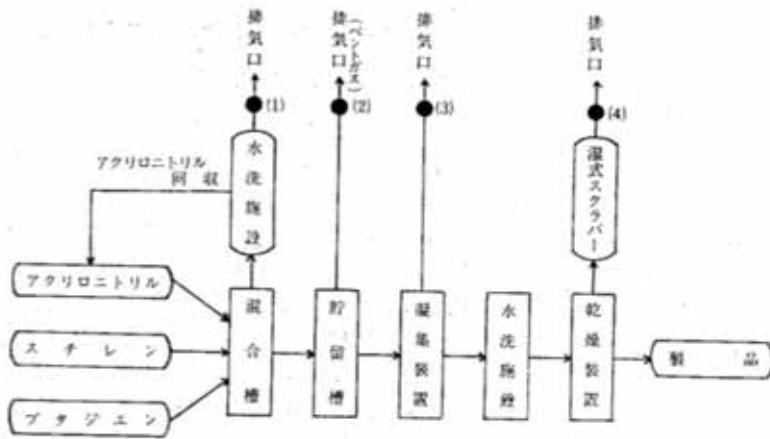 排気口
排気口(ベントガス)
排気口
排気口
(1)
(2)
(3)
(4)
水洗施設
湿式スクラバー
アクリロニトリル
回収
アクリロニトリル
スチレン
ブタジエン
混合槽
貯留槽
凝集装置
水洗施設
乾燥装置
製品